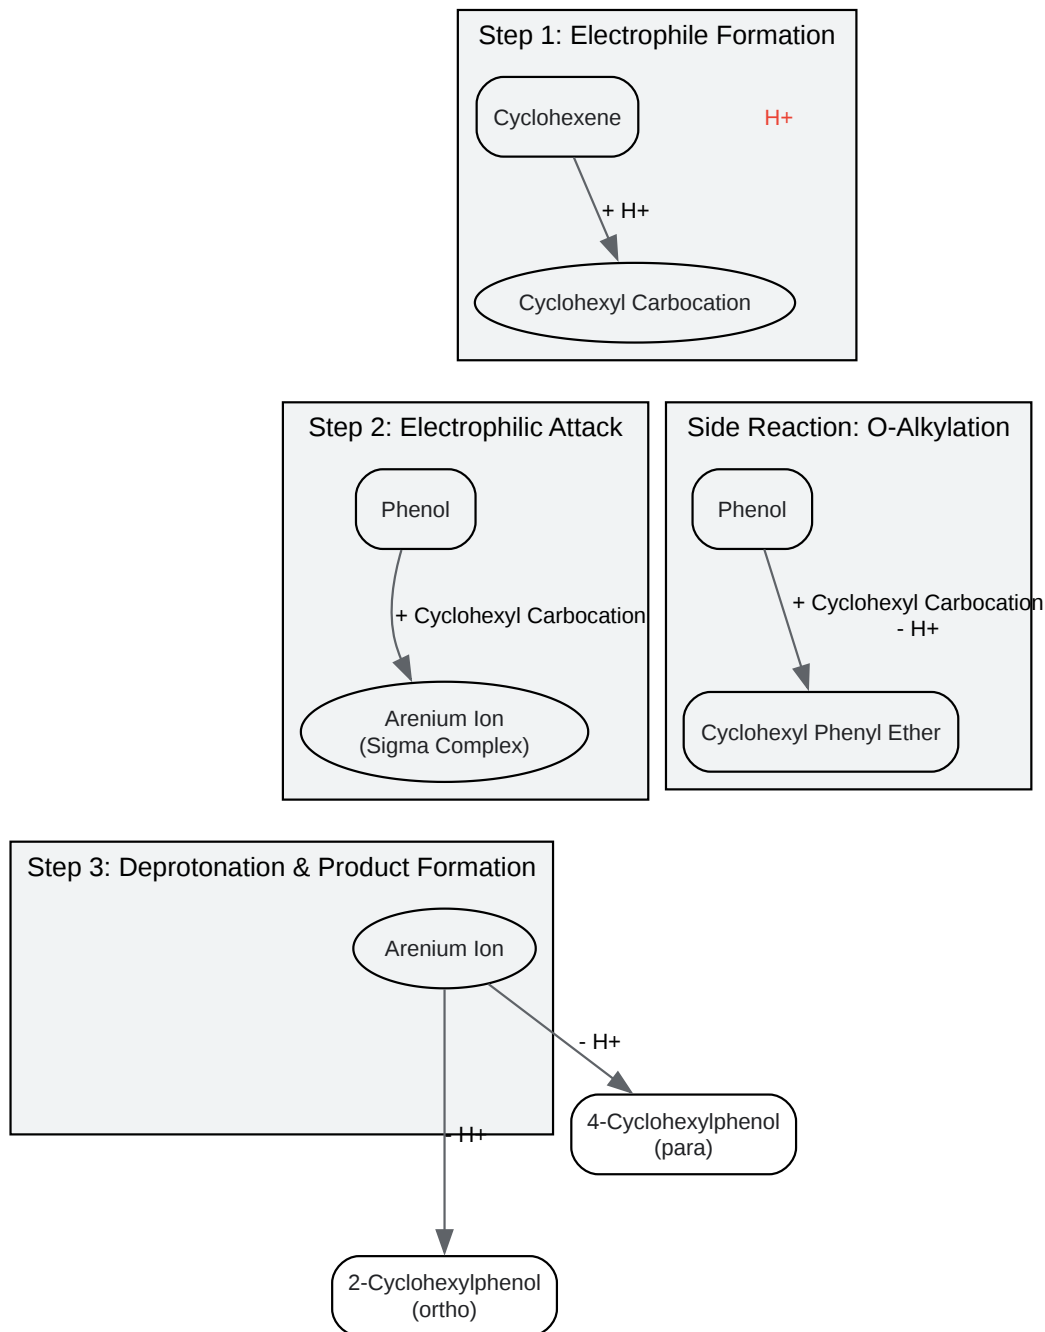 Step 1: Electrophile Formation
Cyclohexene
H+
+ H+
Cyclohexyl Carbocation
Step 2: Electrophilic Attack
Phenol
+ Cyclohexyl Carbocation
Arenium Ion
(Sigma Complex)
Side Reaction: O-Alkylation
Phenol
+ Cyclohexyl Carbocation
- H+
Cyclohexyl Phenyl Ether
Step 3: Deprotonation & Product Formation
Arenium Ion
- H+
4-Cyclohexylphenol
(para)
- H+
2-Cyclohexylphenol
(ortho)